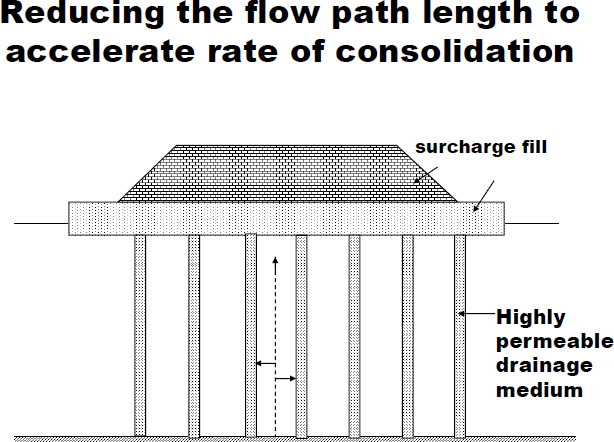 Reducing the flow path length to
accelerate rate of consolidation
surcharge fill
Highly
permeable
drainage
medium